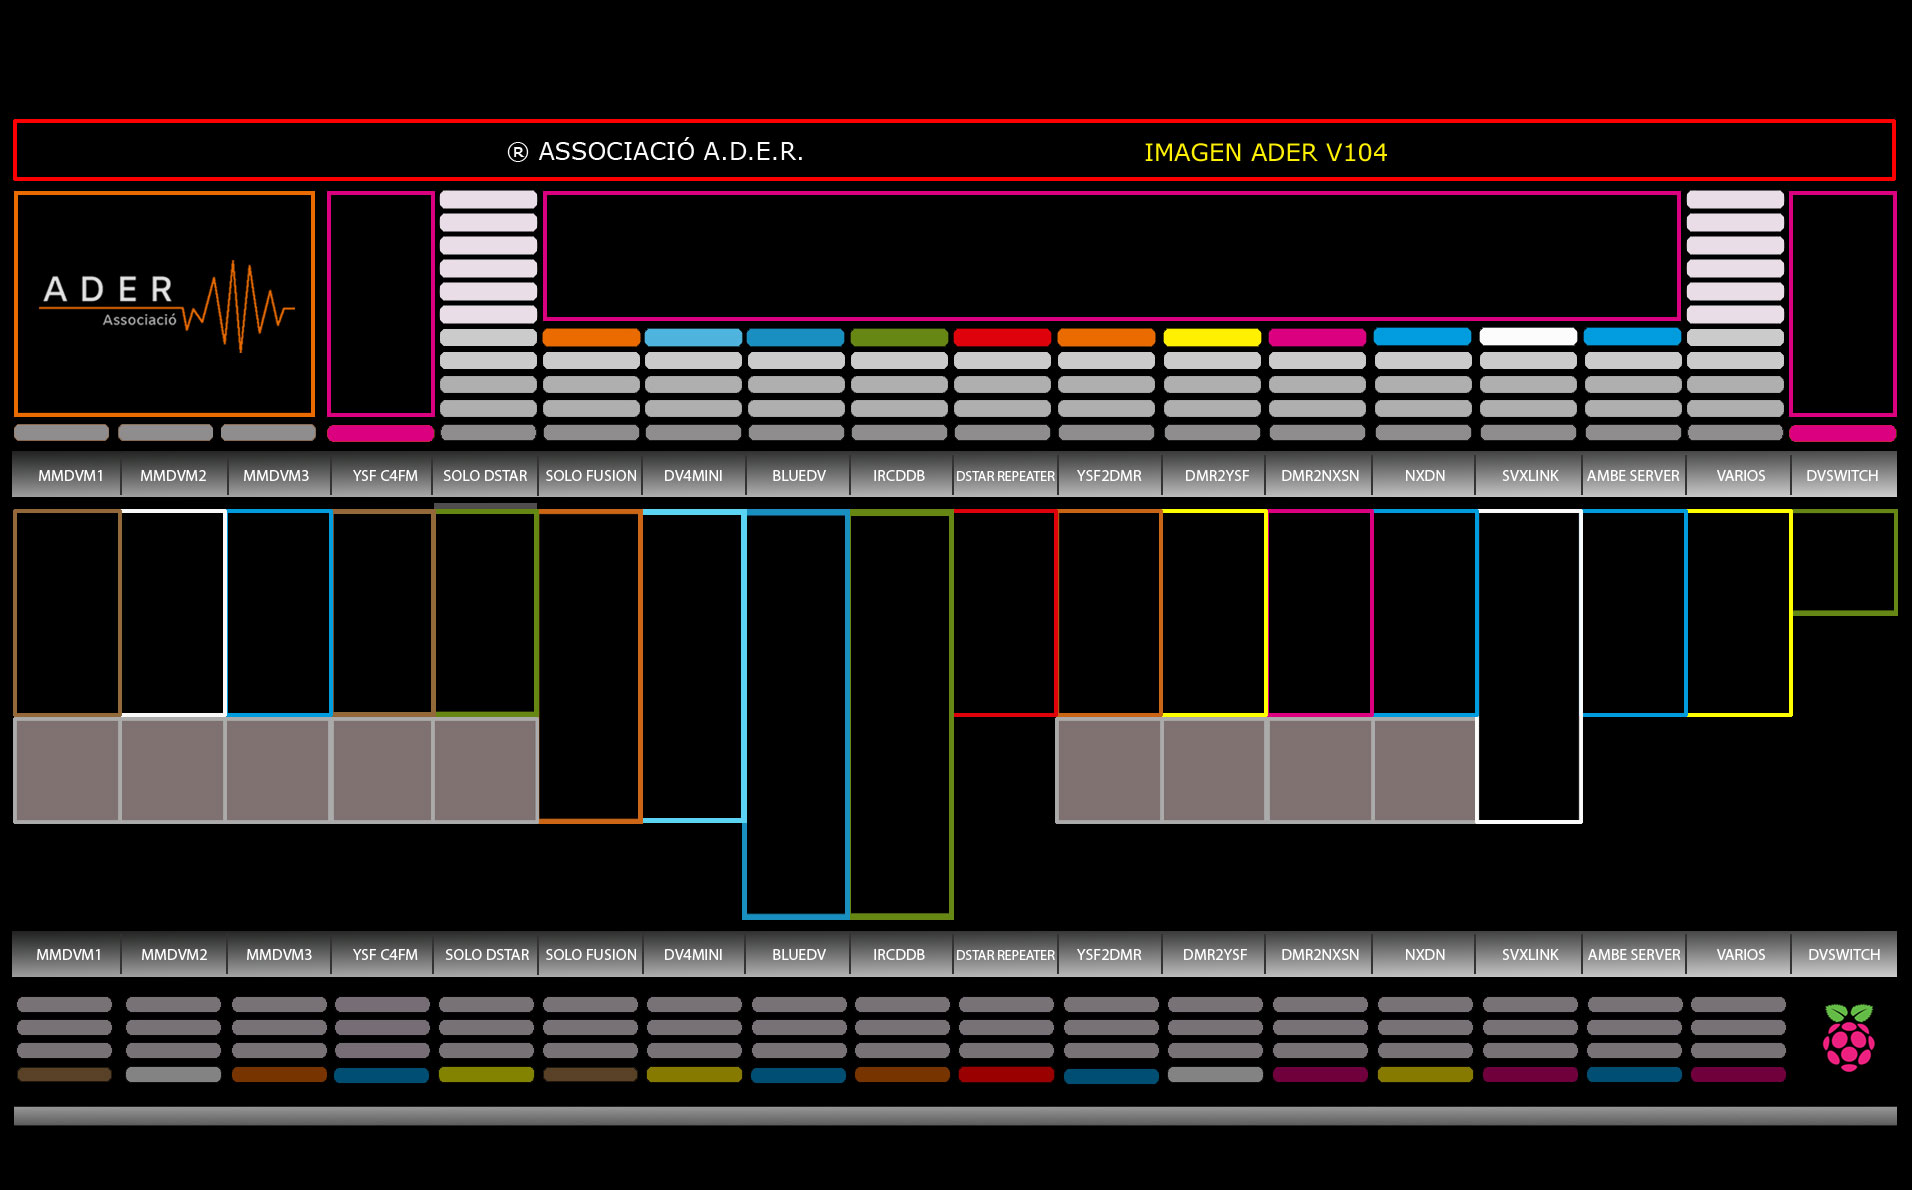 ® ASSOCIACIÓ A.D.E.R. IMAGEN ADER V104
ADER
Associació
MMDVM1 MMDVM2 MMDVM3 YSF C4FM SOLO DSTAR SOLO FUSION DV4MINI BLUEDV IRCDDB DSTAR REPEATER YSF2DMR DMR2YSF DMR2NXSN NXDN SVXLINK AMBE SERVER VARIOS DVSWITCH
MMDVM1 MMDVM2 MMDVM3 YSF C4FM SOLO DSTAR SOLO FUSION DV4MINI BLUEDV IRCDDB DSTAR REPEATER YSF2DMR DMR2YSF DMR2NXSN NXDN SVXLINK AMBE SERVER VARIOS DVSWITCH